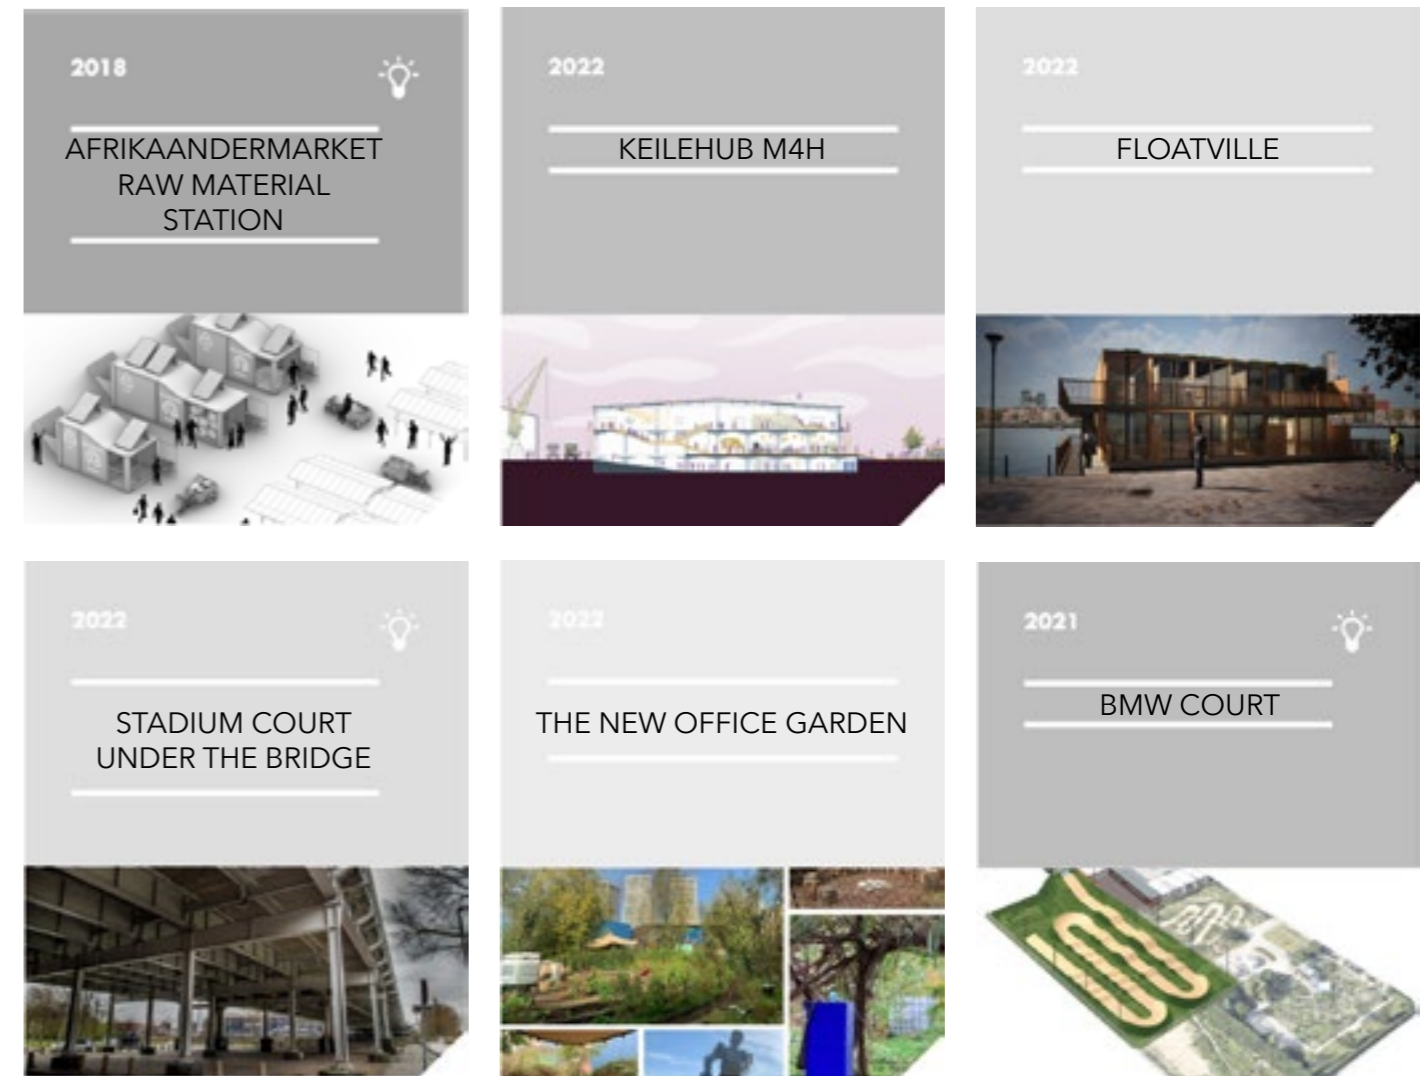 2018
AFRIKAANDERMARKET
RAW MATERIAL
STATION
2022
KEILEHUB M4H
2022
FLOATVILLE
2022
STADIUM COURT
UNDER THE BRIDGE
2022
THE NEW OFFICE GARDEN
2021
BMW COURT